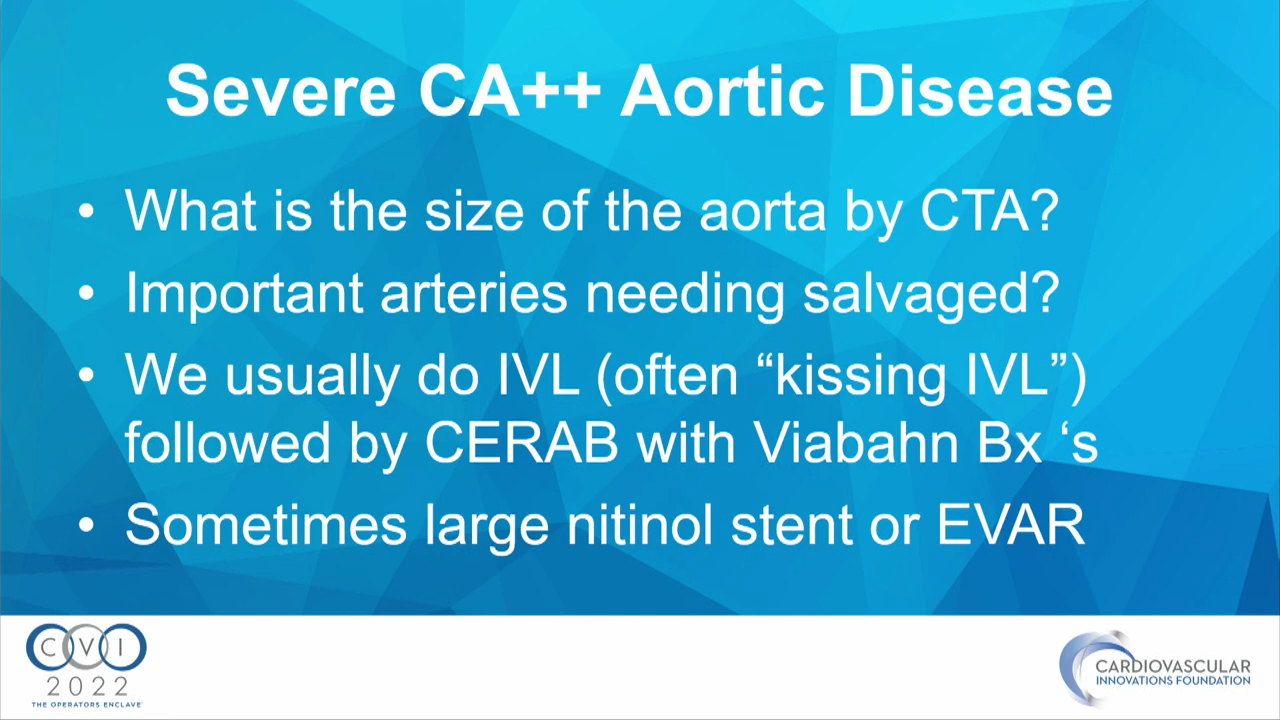 Severe CA++ Aortic Disease
• What is the size of the aorta by CTA?
• Important arteries needing salvaged?
• We usually do IVL (often “kissing IVL”)
followed by CERAB with Viabahn Bx ‘s
• Sometimes large nitinol stent or EVAR
CVI
2022
THE OPERATORS ENCLAVE
CARDIOVASCULAR
INNOVATIONS FOUNDATION